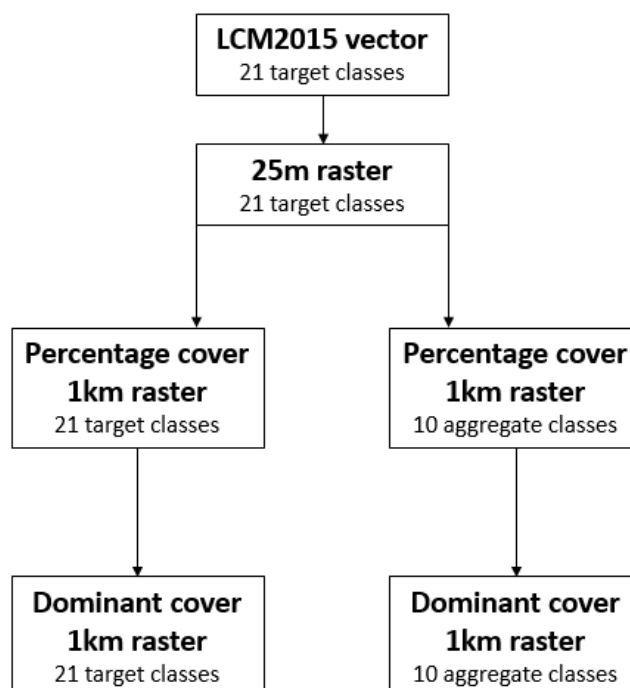 LCM2015 vector
21 target classes
25m raster
21 target classes
Percentage cover
1km raster
21 target classes
Percentage cover
1km raster
10 aggregate classes
Dominant cover
1km raster
21 target classes
Dominant cover
1km raster
10 aggregate classes